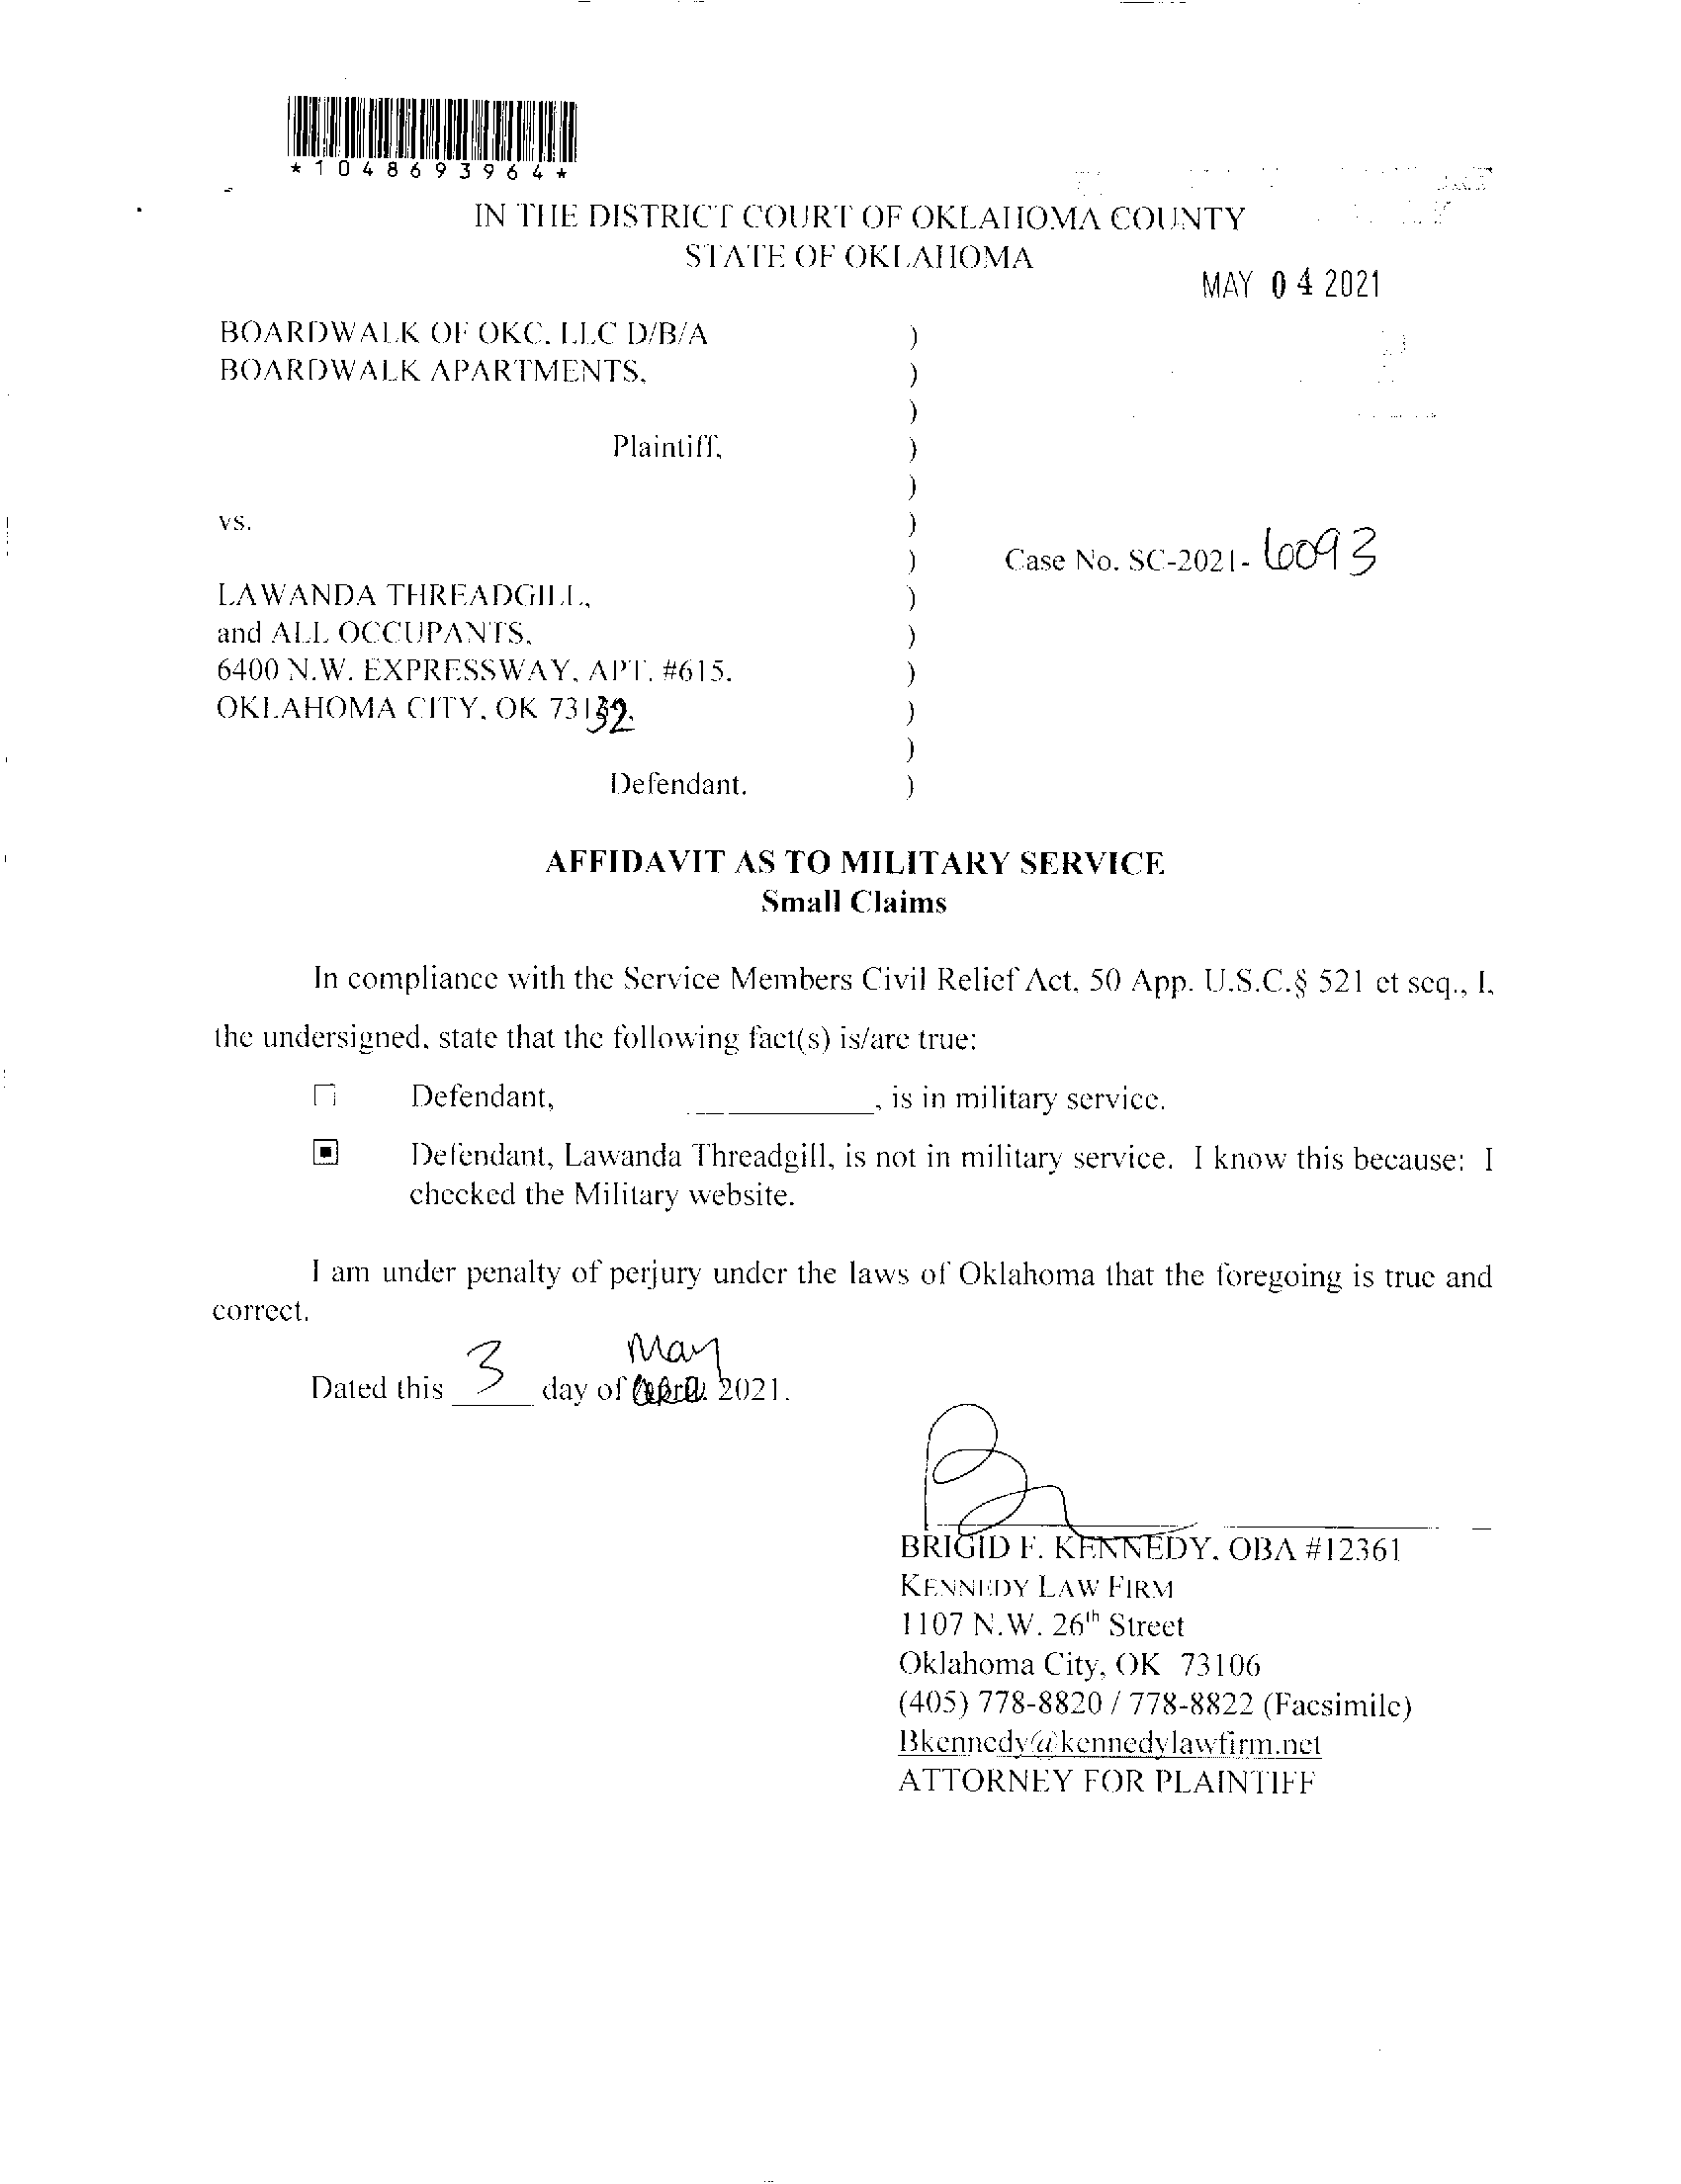 *1048693964*
IN THE DISTRICT COURT OF OKLAHOMA COUNTY
STATE OF OKLAHOMA
MAY 04 2021
BOARDWALK OF OKC, LLC D/B/A )
BOARDWALK APARTMENTS, )
)
Plaintiff, )
)
vs. )
) Case No. SC-2021- 6093
LAWANDA THREADGILL, )
and ALL OCCUPANTS, )
6400 N.W. EXPRESSWAY, APT. #615, )
OKLAHOMA CITY, OK 73132, )
)
Defendant. )
AFFIDAVIT AS TO MILITARY SERVICE
Small Claims
In compliance with the Service Members Civil Relief Act, 50 App. U.S.C.§ 521 et seq., I,
the undersigned, state that the following fact(s) is/are true:
☐ Defendant, ____________, is in military service.
▣ Defendant, Lawanda Threadgill, is not in military service. I know this because: I
checked the Military website.
I am under penalty of perjury under the laws of Oklahoma that the foregoing is true and
correct.
May
Dated this 3 day of April 2021.
BRIGID F. KENNEDY, OBA #12361
KENNEDY LAW FIRM
1107 N.W. 26th Street
Oklahoma City, OK 73106
(405) 778-8820 / 778-8822 (Facsimile)
Bkennedy@kennedylawfirm.net
ATTORNEY FOR PLAINTIFF